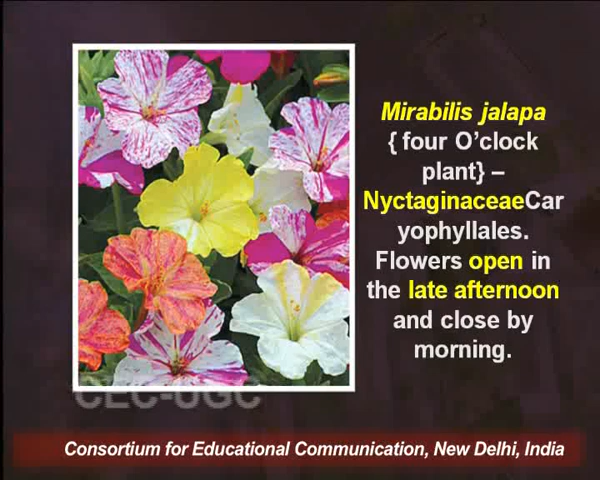 Mirabilis jalapa
{ four O’clock
plant} –
NyctaginaceaeCar
yophyllales.
Flowers open in
the late afternoon
and close by
morning.
CEC-UGC
Consortium for Educational Communication, New Delhi, India